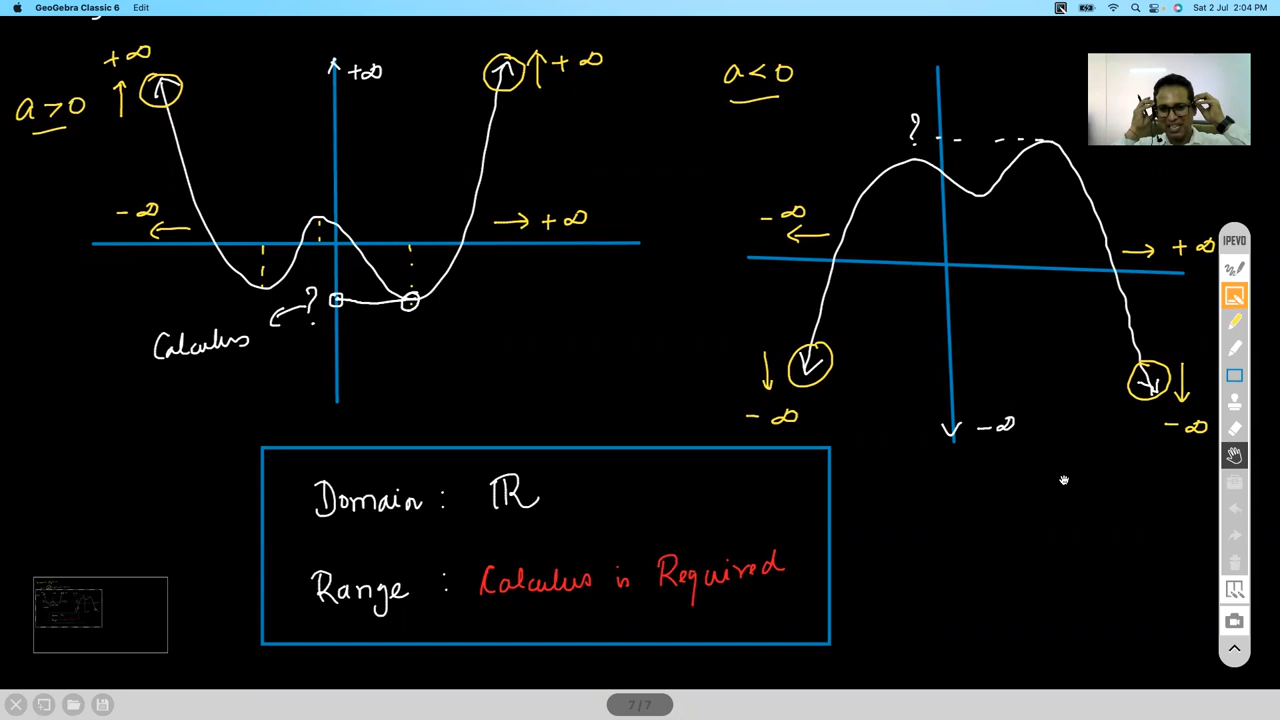 GeoGebra Classic 6 Edit
Sat 2 Jul 2:04 PM
+∞
+∞
+∞
a > 0
a < 0
?
-∞
+∞
-∞
+∞
?
Calculus
-∞
-∞
-∞
IPEVO
Domain : ℝ
Range : Calculus is Required
7/7